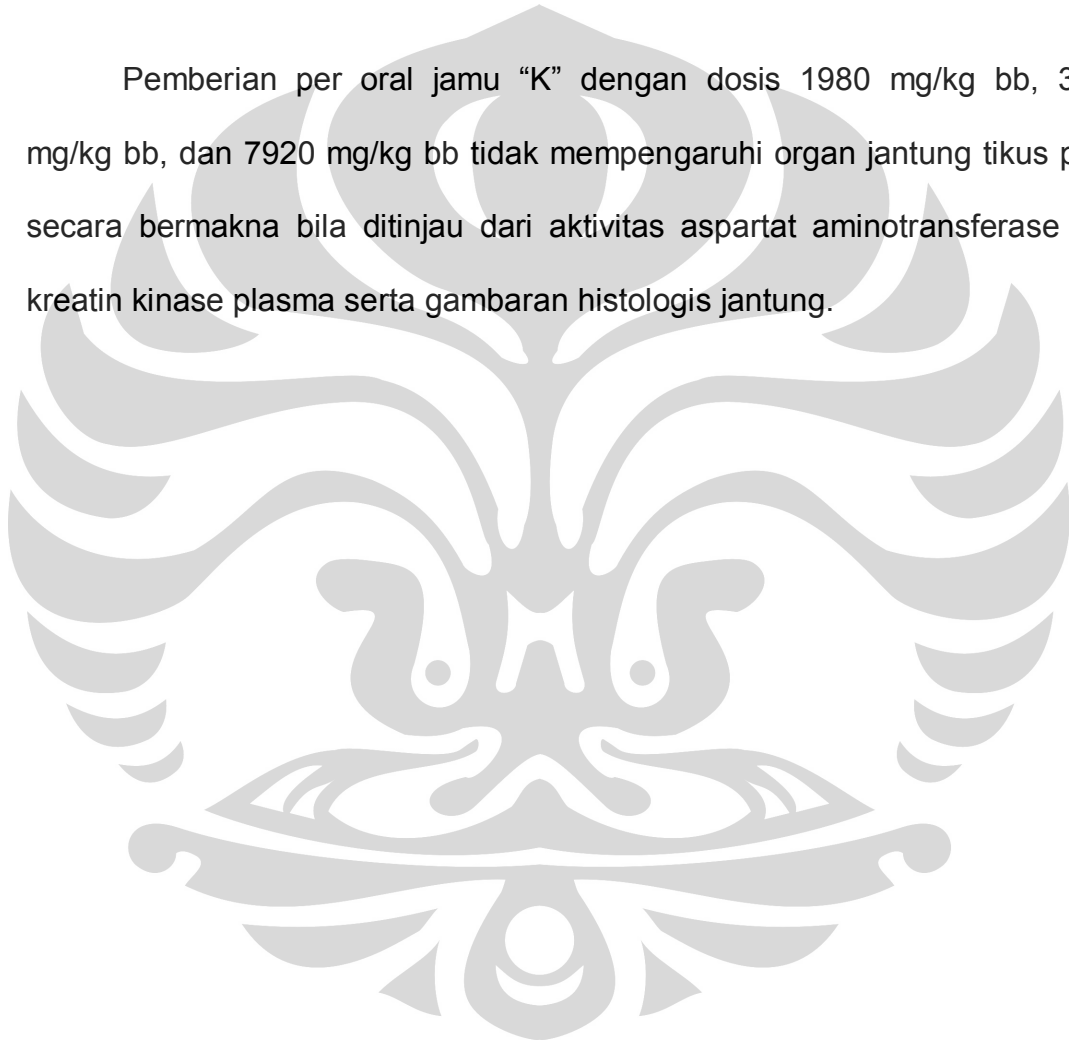 Pemberian per oral jamu “K” dengan dosis 1980 mg/kg bb, 3
mg/kg bb, dan 7920 mg/kg bb tidak mempengaruhi organ jantung tikus p
secara bermakna bila ditinjau dari aktivitas aspartat aminotransferase
kreatin kinase plasma serta gambaran histologis jantung.